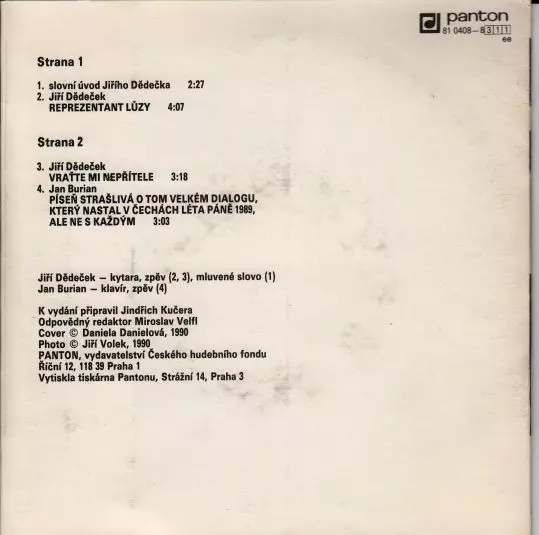 panton
81 0408-8311
ee
Strana 1
1. slovní úvod Jiřího Dědečka 2:27
2. Jiří Dědeček
REPREZENTANT LŮZY 4:07
Strana 2
3. Jiří Dědeček
VRAŤTE MI NEPŘÍTELE 3:18
4. Jan Burian
PÍSEŇ STRAŠLIVÁ O TOM VELKÉM DIALOGU,
KTERÝ NASTAL V ČECHÁCH LÉTA PÁNĚ 1989,
ALE NE S KAŽDÝM 3:03
Jiří Dědeček – kytara, zpěv (2, 3), mluvené slovo (1)
Jan Burian – klavír, zpěv (4)
K vydání připravil Jindřich Kučera
Odpovědný redaktor Miroslav Velfl
Cover © Daniela Danielová, 1990
Photo © Jiří Volek, 1990
PANTON, vydavatelství Českého hudebního fondu
Říční 12, 118 39 Praha 1
Vytiskla tiskárna Pantonu, Strážní 14, Praha 3